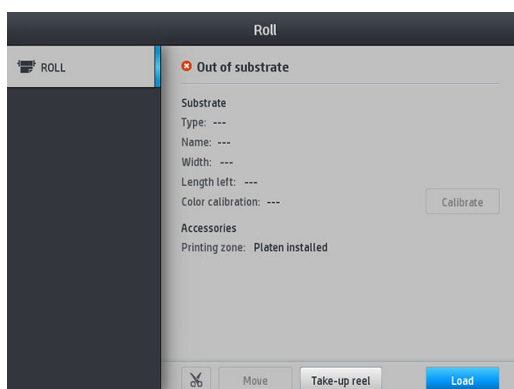 Roll
ROLL
Out of substrate
Substrate
Type: ---
Name: ---
Width: ---
Length left: ---
Color calibration: ---
Calibrate
Accessories
Printing zone: Platen installed
Move
Take-up reel
Load